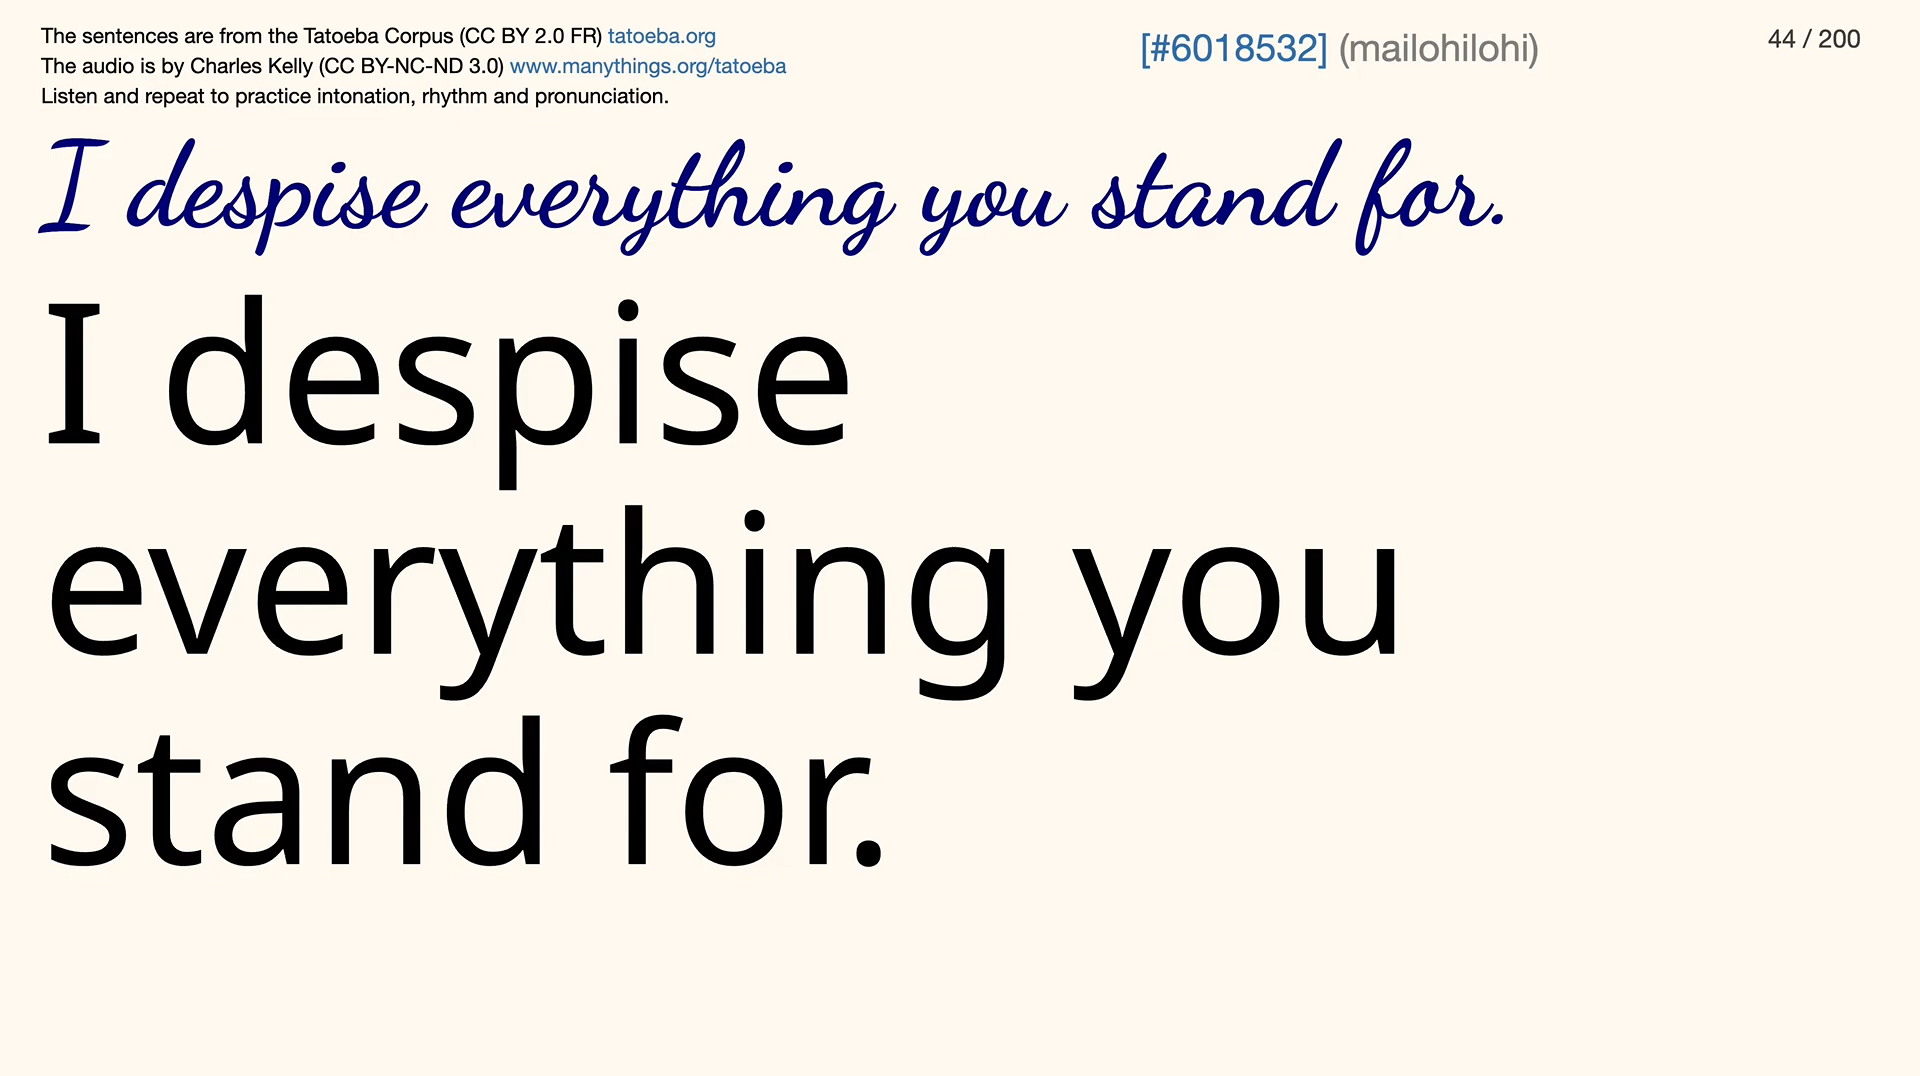 The sentences are from the Tatoeba Corpus (CC BY 2.0 FR) tatoeba.org
The audio is by Charles Kelly (CC BY-NC-ND 3.0) www.manythings.org/tatoeba
Listen and repeat to practice intonation, rhythm and pronunciation.
[#6018532] (mailohilohi)
44 / 200
I despise everything you stand for.
I despise
everything you
stand for.